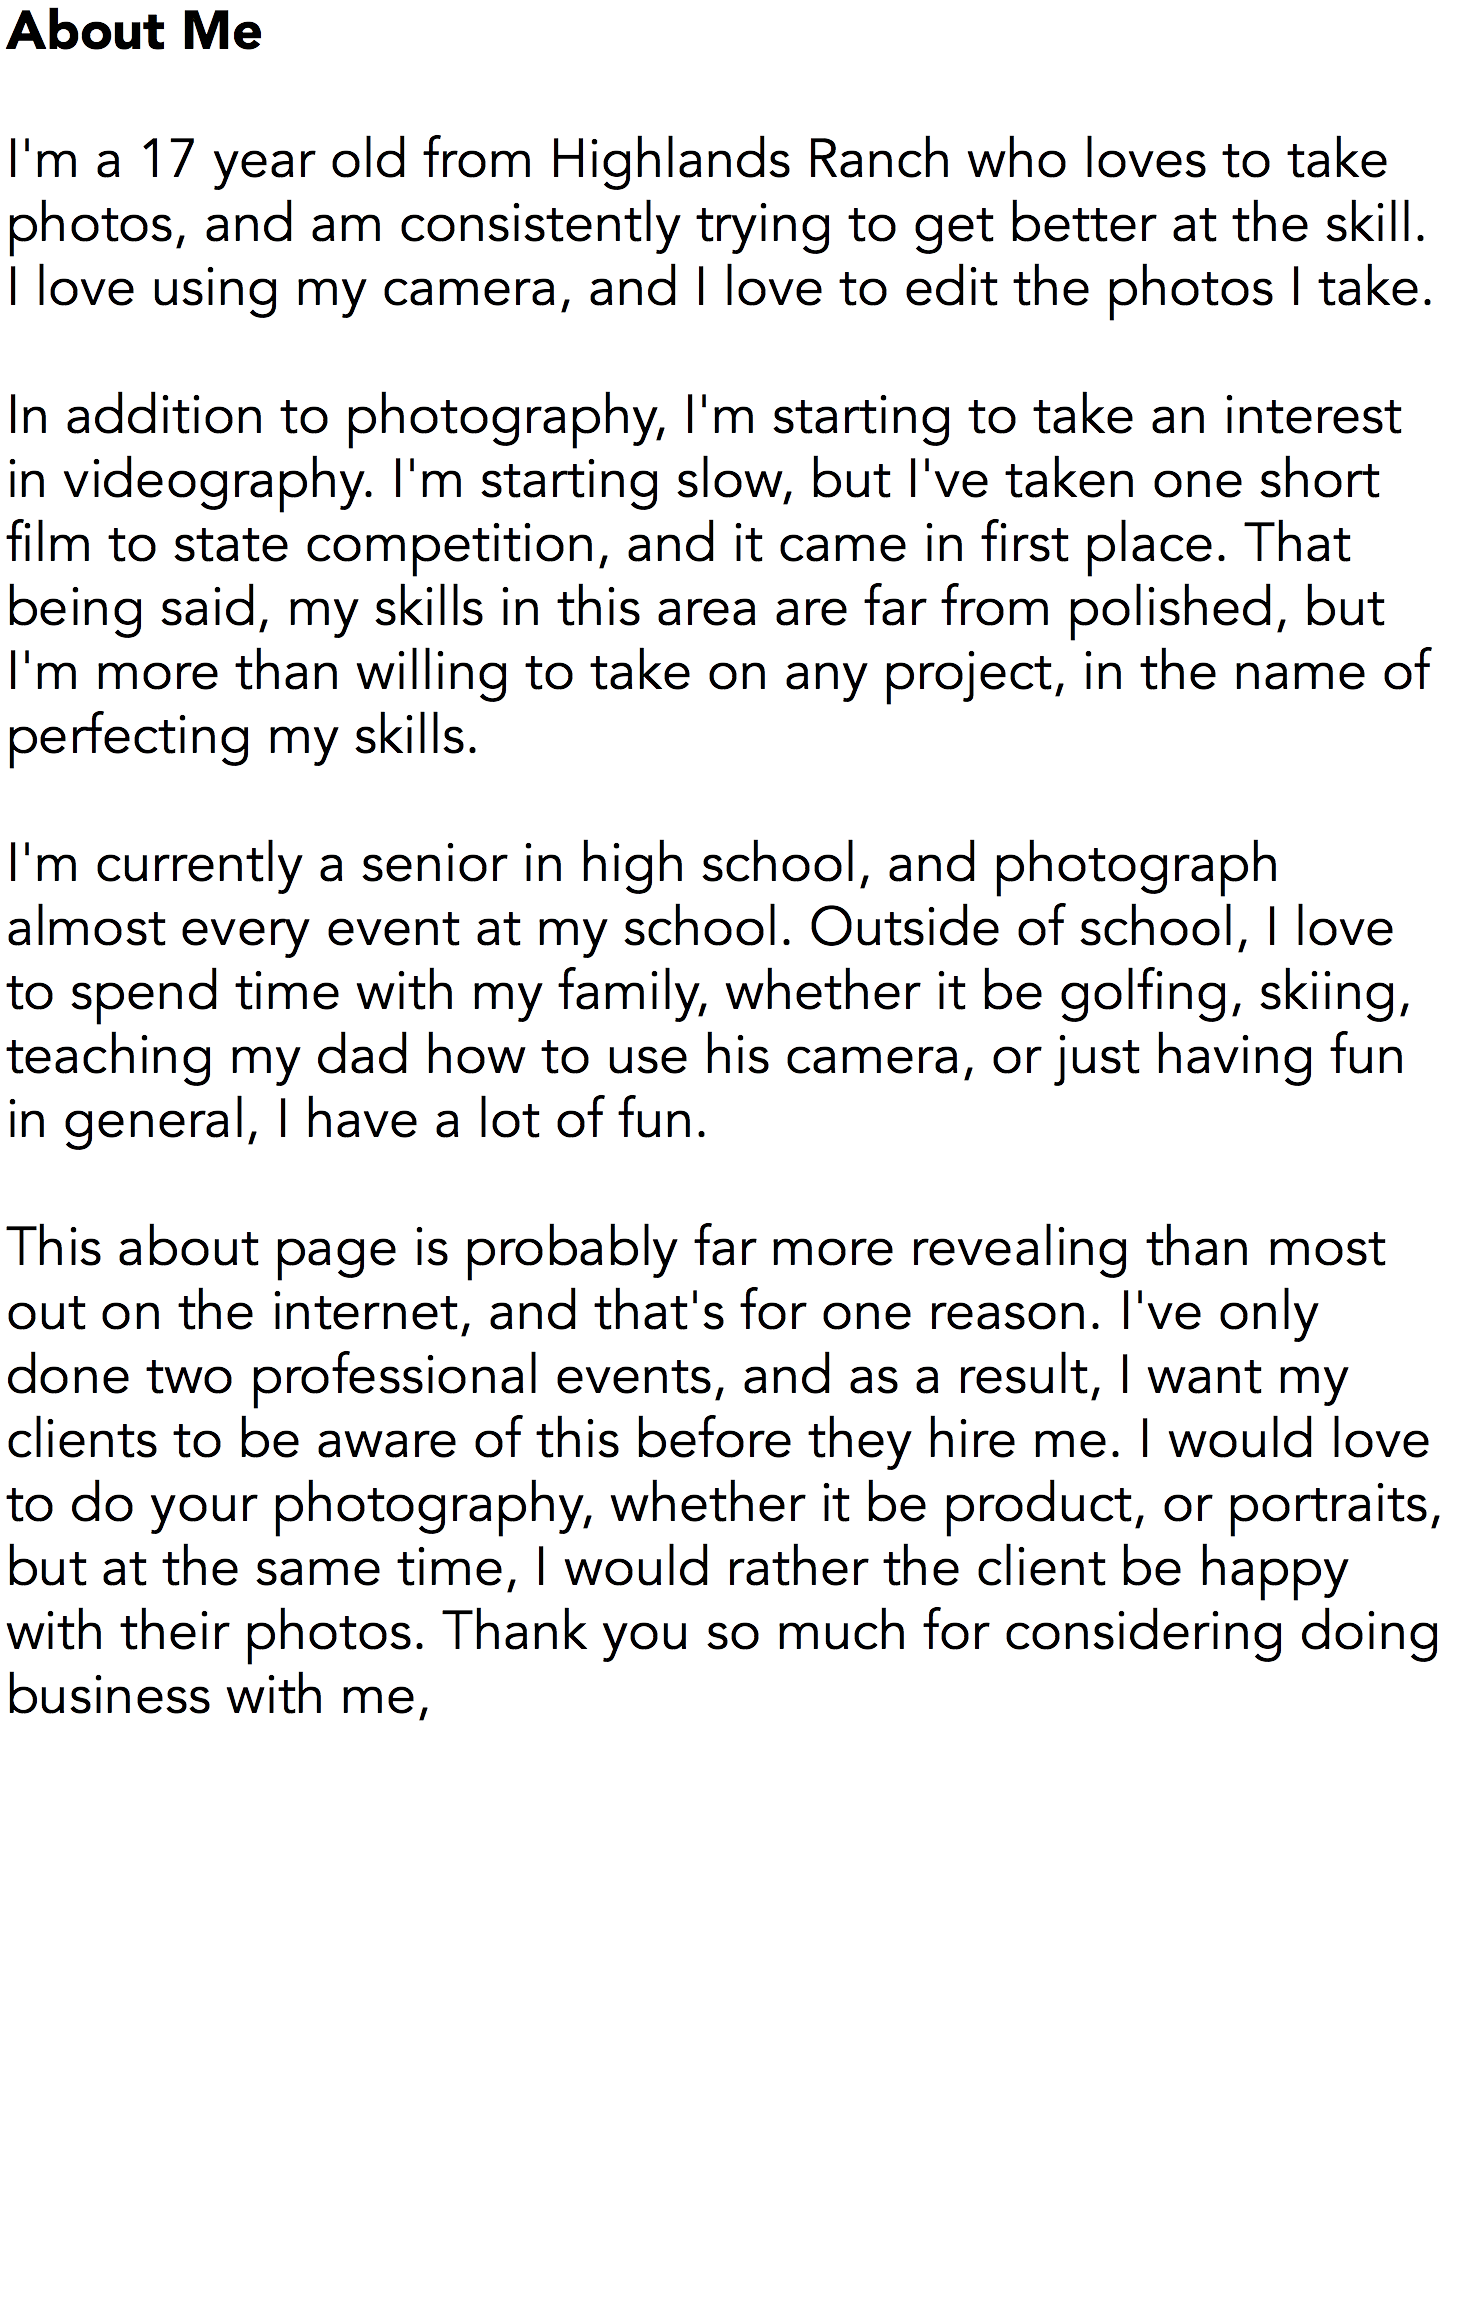 About Me
I'm a 17 year old from Highlands Ranch who loves to take
photos, and am consistently trying to get better at the skill.
I love using my camera, and I love to edit the photos I take.
In addition to photography, I'm starting to take an interest
in videography. I'm starting slow, but I've taken one short
film to state competition, and it came in first place. That
being said, my skills in this area are far from polished, but
I'm more than willing to take on any project, in the name of
perfecting my skills.
I'm currently a senior in high school, and photograph
almost every event at my school. Outside of school, I love
to spend time with my family, whether it be golfing, skiing,
teaching my dad how to use his camera, or just having fun
in general, I have a lot of fun.
This about page is probably far more revealing than most
out on the internet, and that's for one reason. I've only
done two professional events, and as a result, I want my
clients to be aware of this before they hire me. I would love
to do your photography, whether it be product, or portraits,
but at the same time, I would rather the client be happy
with their photos. Thank you so much for considering doing
business with me,